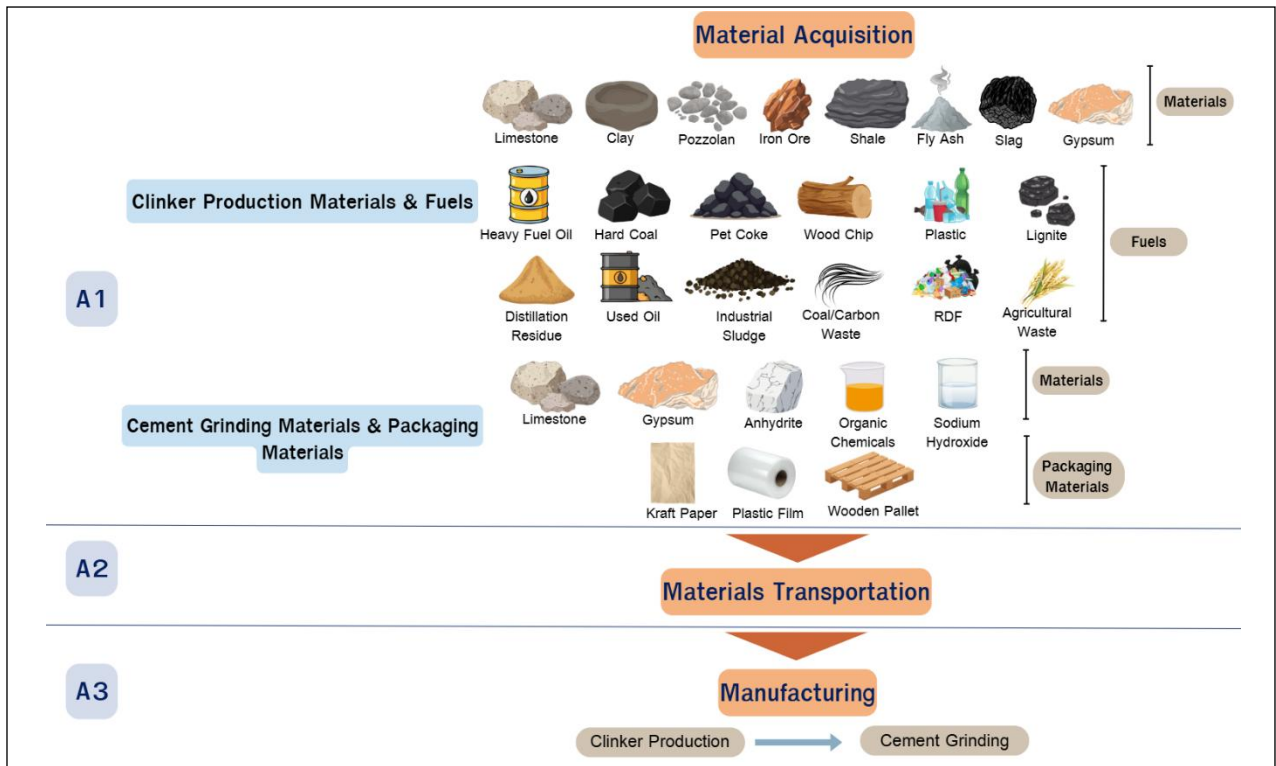 Material Acquisition
Limestone
Clay
Pozzolan
Iron Ore
Shale
Fly Ash
Slag
Gypsum
Materials
Clinker Production Materials & Fuels
Heavy Fuel Oil
Hard Coal
Pet Coke
Wood Chip
Plastic
Lignite
Fuels
A1
Distillation
Residue
Used Oil
Industrial
Sludge
Coal/Carbon
Waste
RDF
Agricultural
Waste
Cement Grinding Materials & Packaging
Materials
Limestone
Gypsum
Anhydrite
Organic
Chemicals
Sodium
Hydroxide
Materials
Kraft Paper
Plastic Film
Wooden Pallet
Packaging
Materials
A2
Materials Transportation
A3
Manufacturing
Clinker Production
Cement Grinding